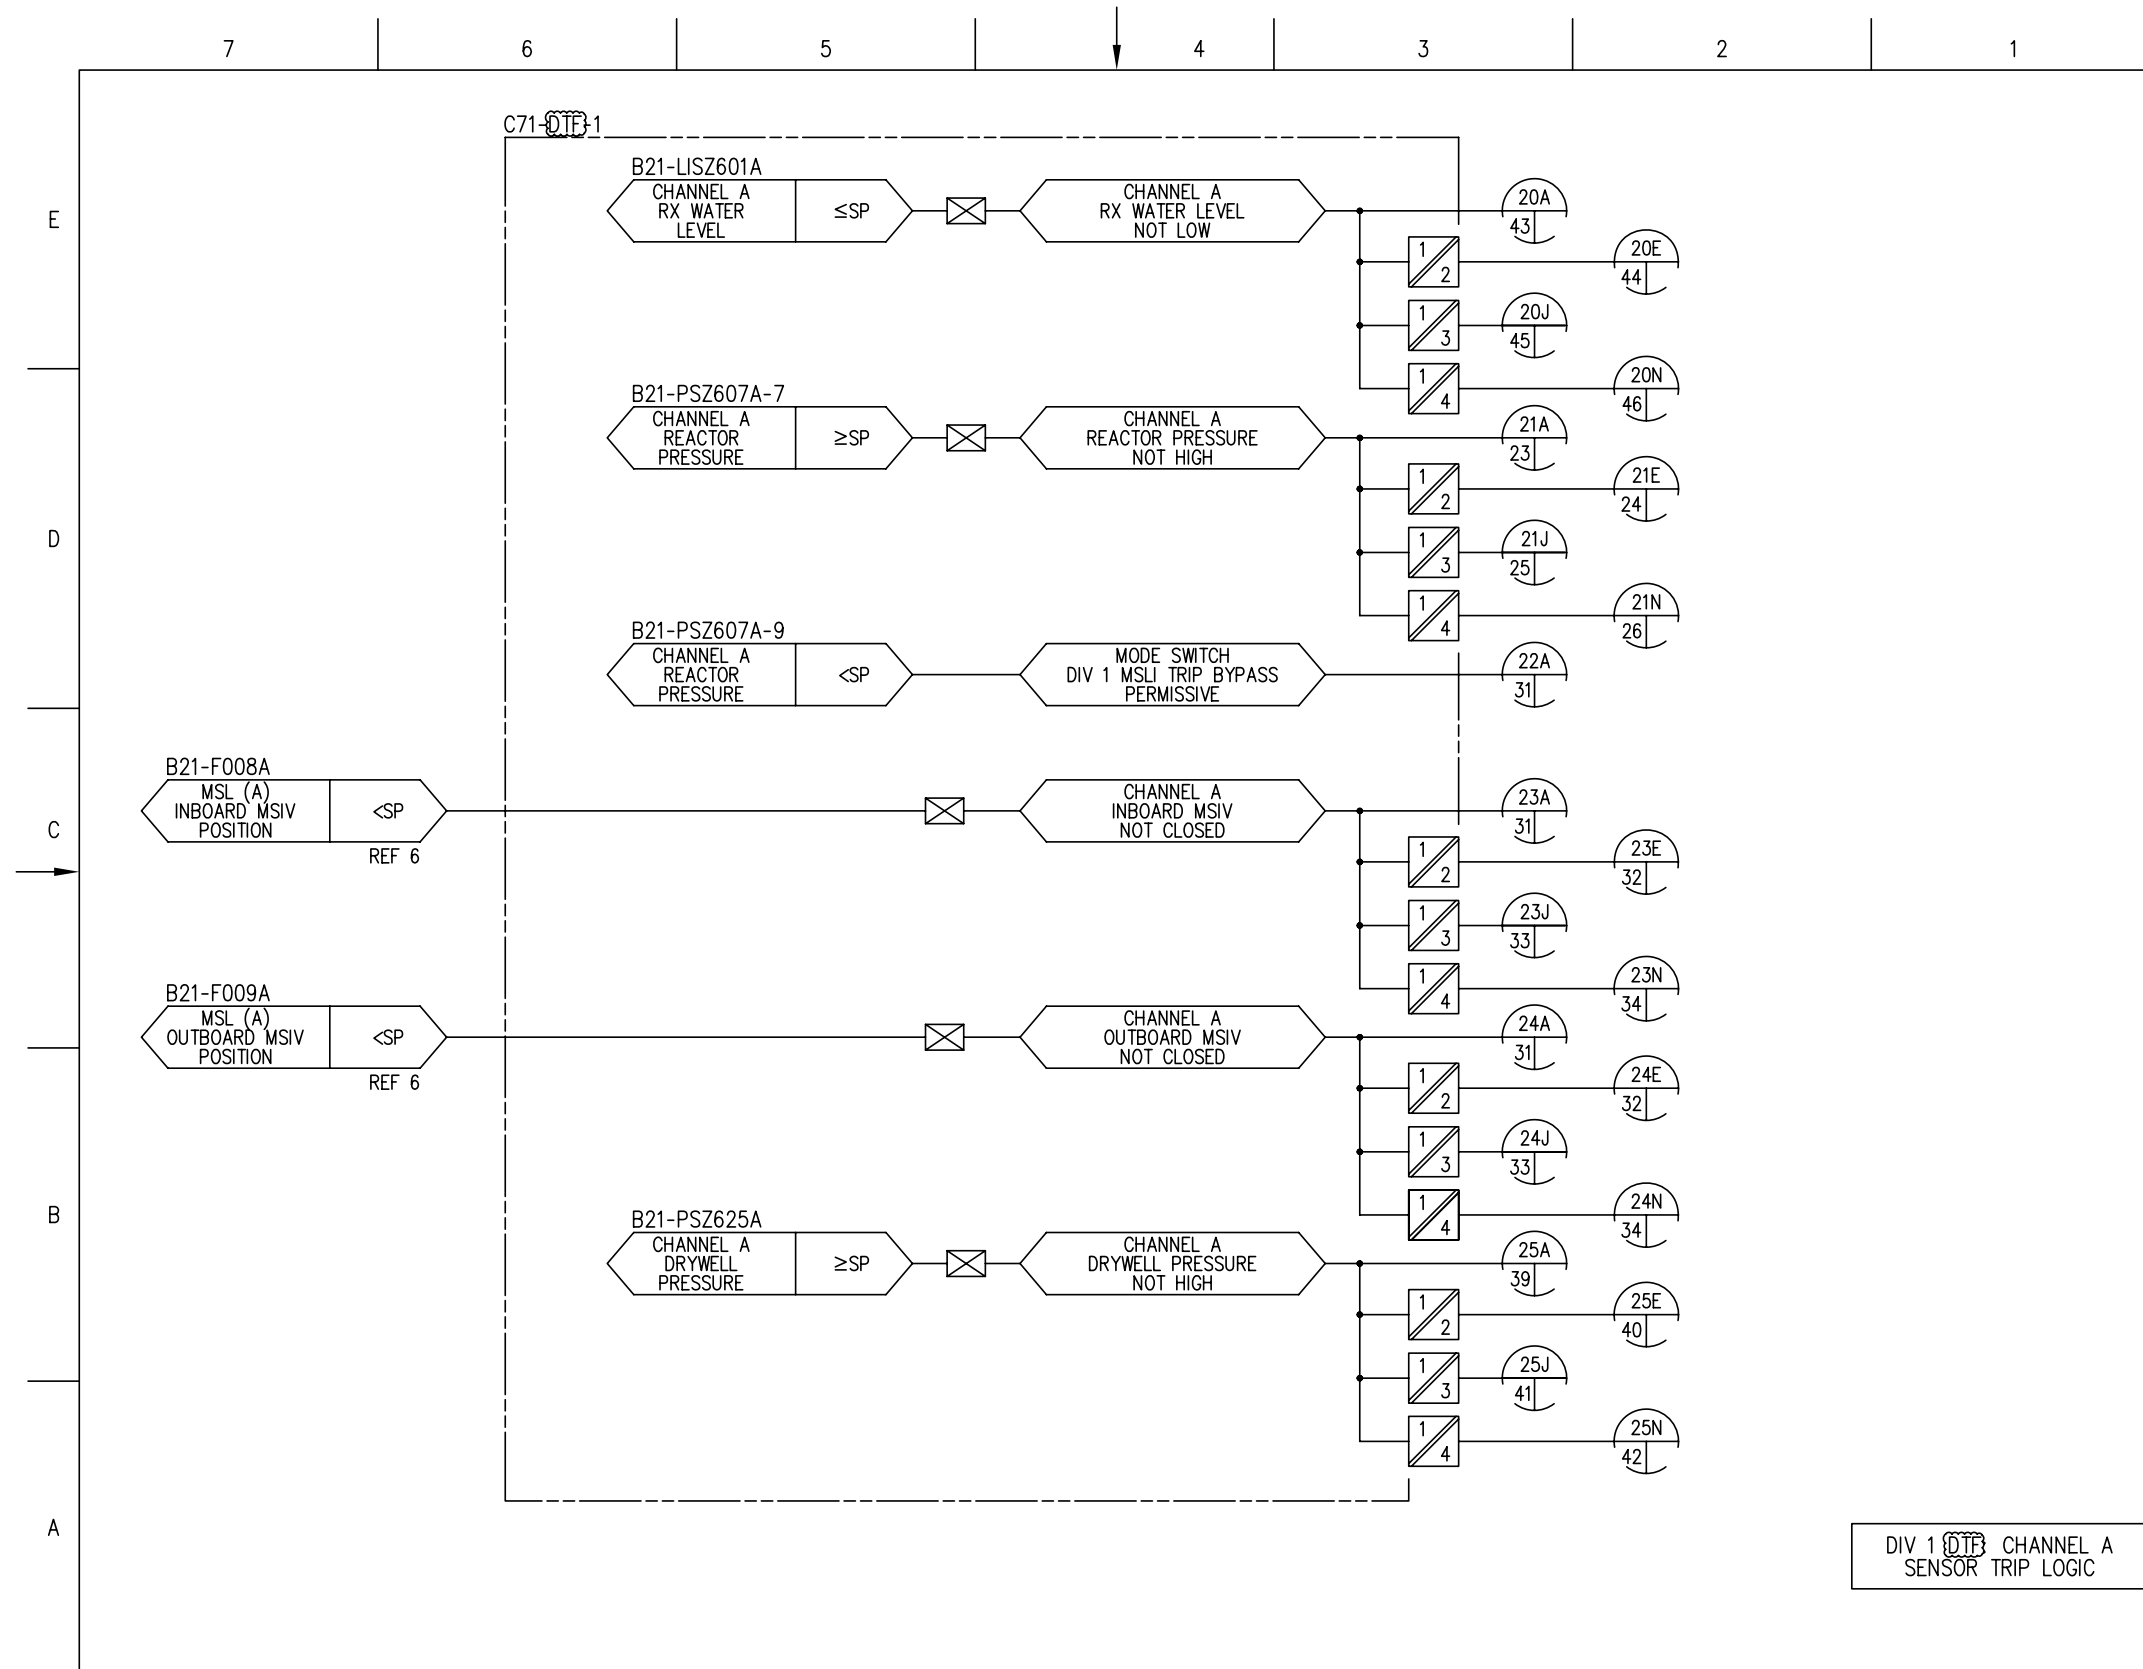 7 6 5 4 3 2 1
C71-DTF-1
B21-LISZ601A
CHANNEL A
RX WATER
LEVEL
≤SP
CHANNEL A
RX WATER LEVEL
NOT LOW
20A
43
E
1
2
20E
44
1
3
20J
45
1
4
20N
46
B21-PSZ607A-7
CHANNEL A
REACTOR
PRESSURE
≥SP
CHANNEL A
REACTOR PRESSURE
NOT HIGH
21A
23
1
2
21E
24
D
1
3
21J
25
1
4
21N
26
B21-PSZ607A-9
CHANNEL A
REACTOR
PRESSURE
<SP
MODE SWITCH
DIV 1 MSLI TRIP BYPASS
PERMISSIVE
22A
31
B21-F008A
MSL (A)
INBOARD MSIV
POSITION
<SP
REF 6
CHANNEL A
INBOARD MSIV
NOT CLOSED
23A
31
C
1
2
23E
32
1
3
23J
33
1
4
23N
34
B21-F009A
MSL (A)
OUTBOARD MSIV
POSITION
<SP
REF 6
CHANNEL A
OUTBOARD MSIV
NOT CLOSED
24A
31
1
2
24E
32
1
3
24J
33
B
1
4
24N
34
B21-PSZ625A
CHANNEL A
DRYWELL
PRESSURE
≥SP
CHANNEL A
DRYWELL PRESSURE
NOT HIGH
25A
39
1
2
25E
40
1
3
25J
41
1
4
25N
42
A
DIV 1 DTF CHANNEL A
SENSOR TRIP LOGIC